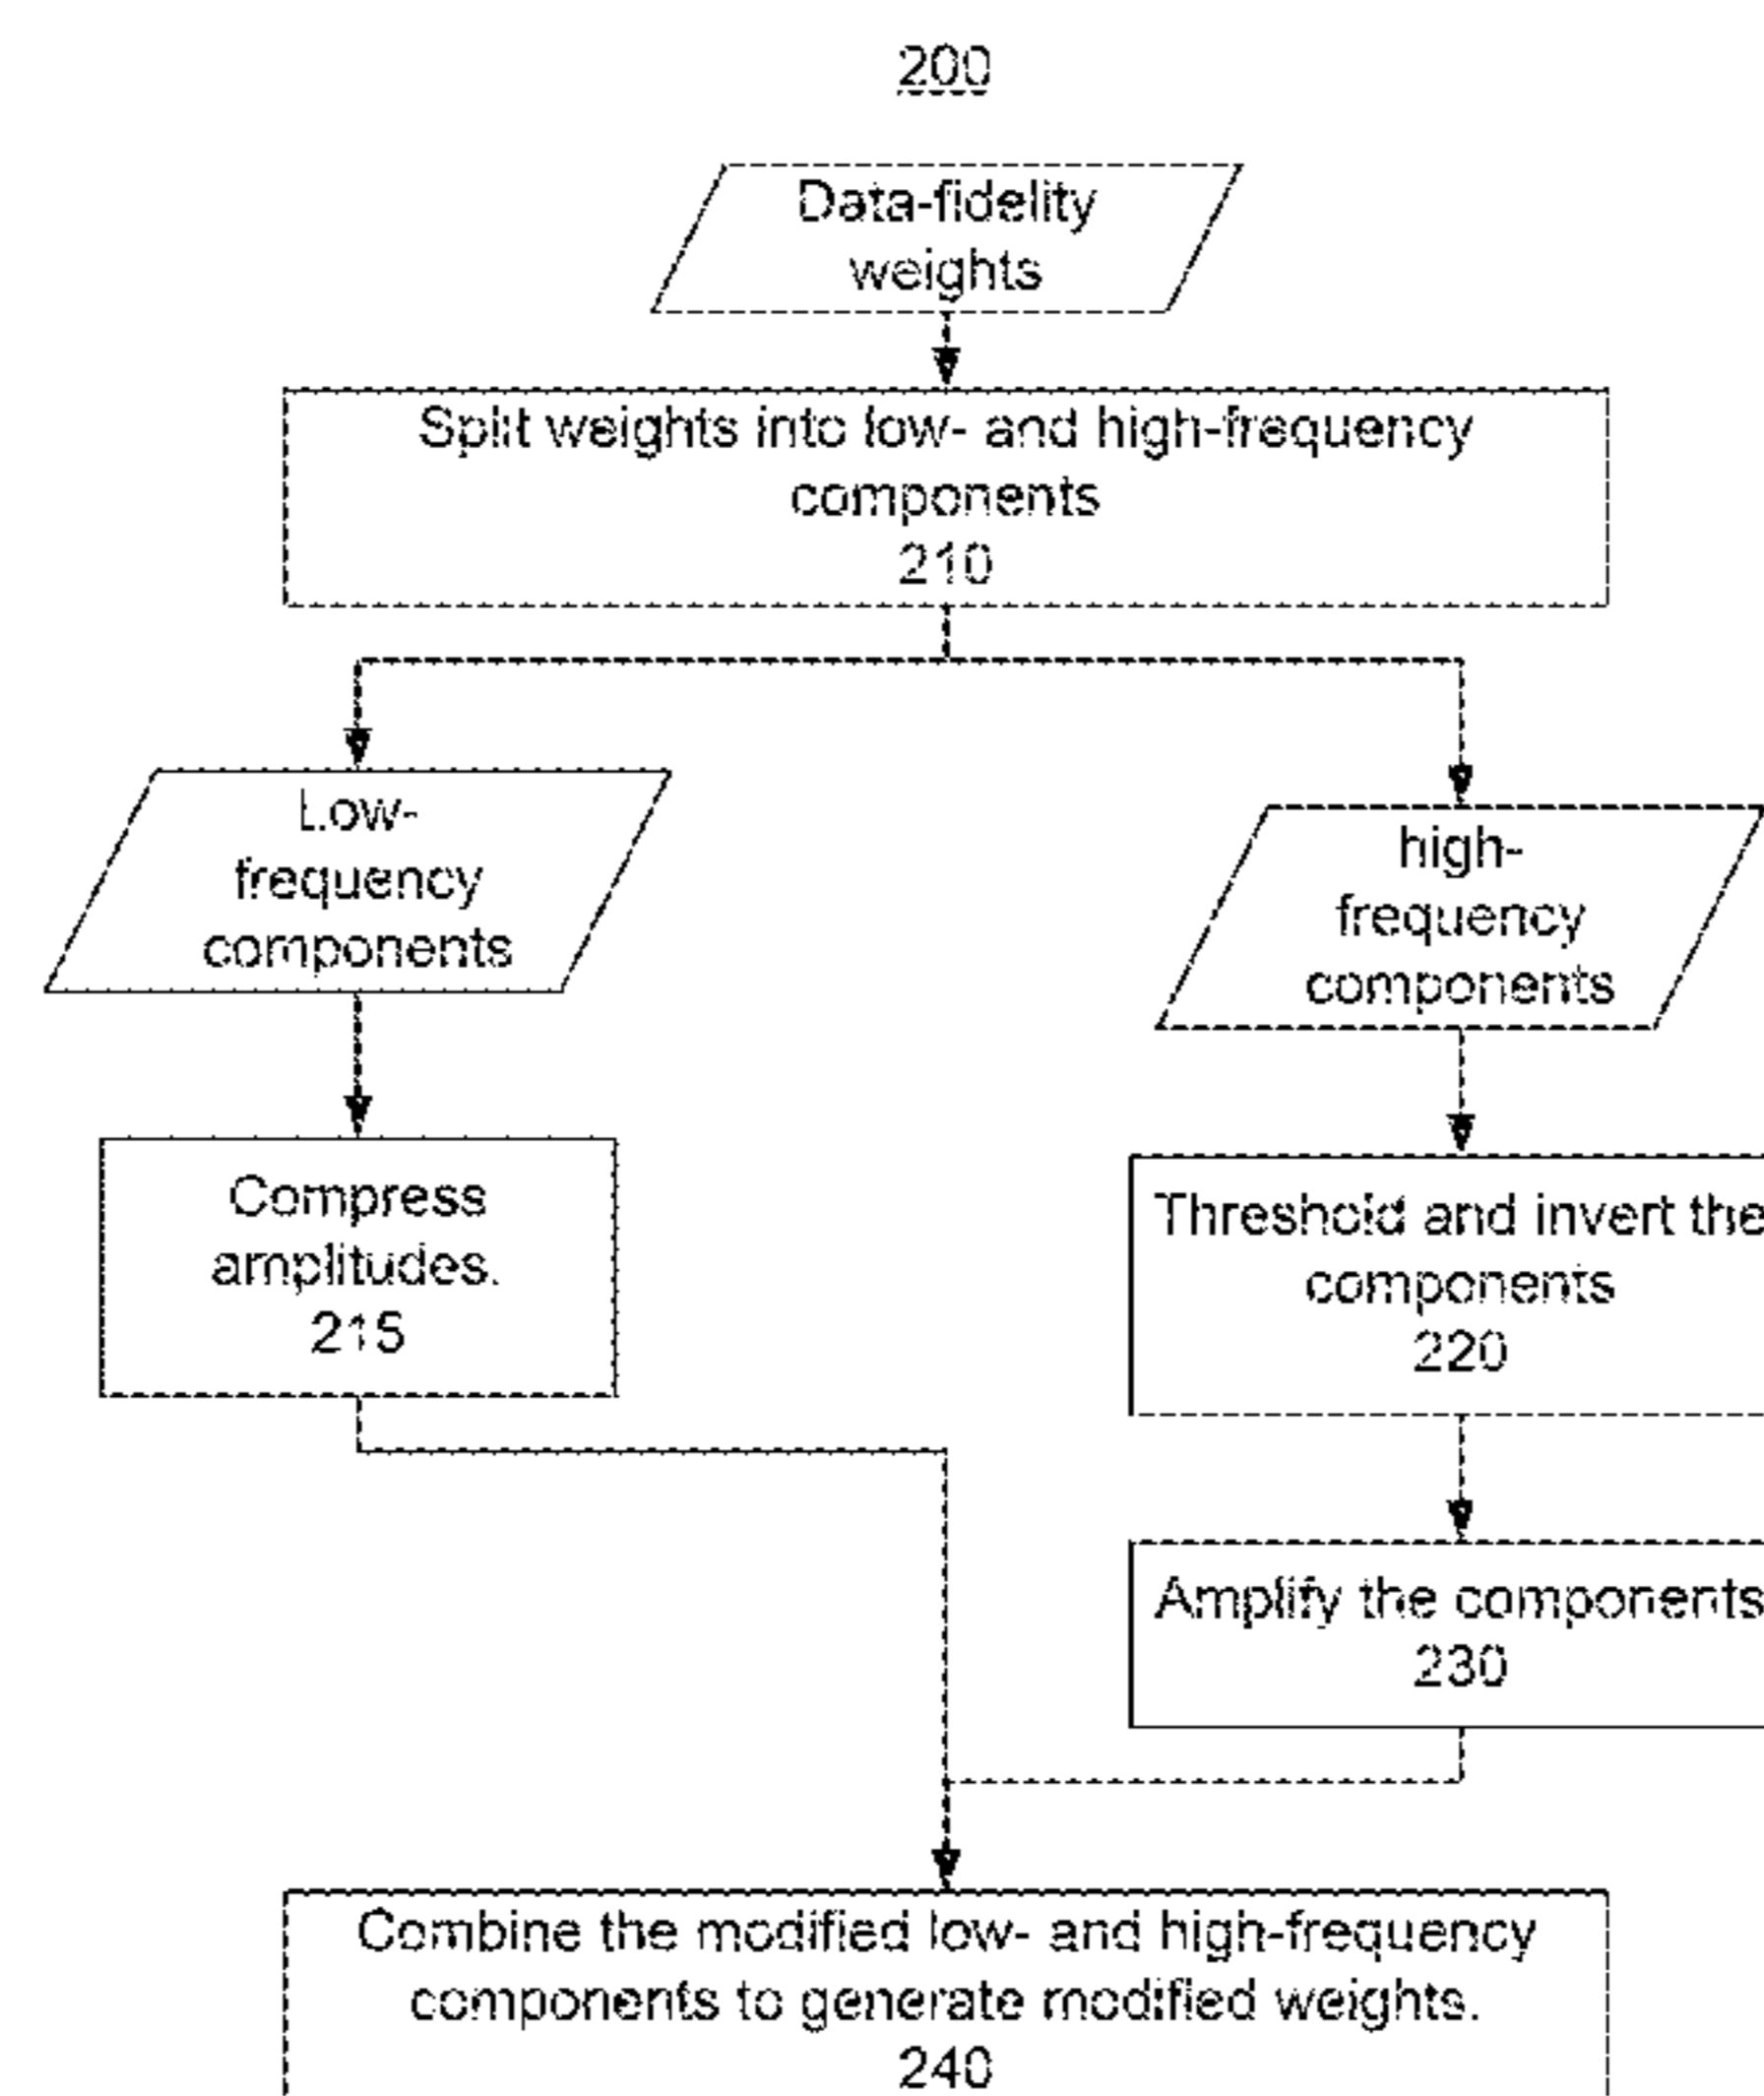 200
Data-fidelity
weights
Split weights into low- and high-frequency
components
210
Low-
frequency
components
high-
frequency
components
Compress
amplitudes.
215
Threshold and invert the
components
220
Amplify the components
230
Combine the modified low- and high-frequency
components to generate modified weights.
240